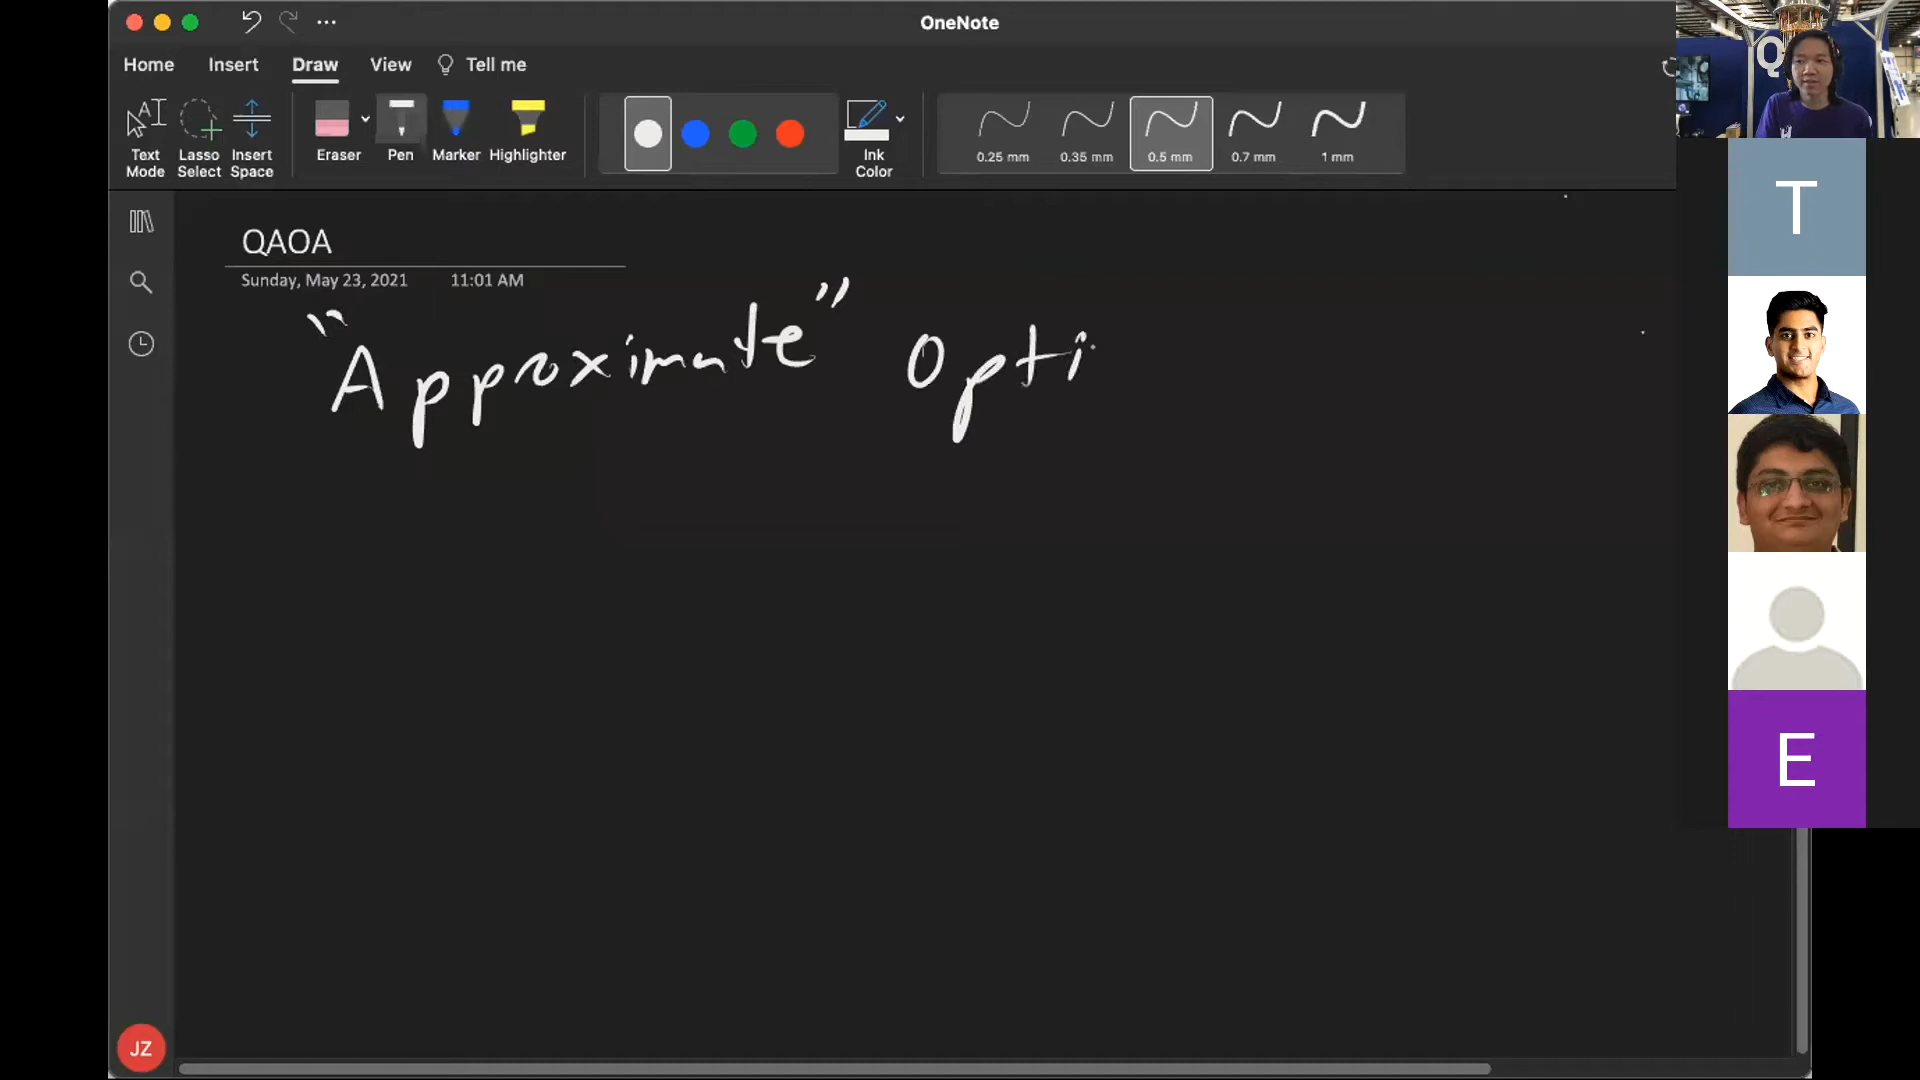 OneNote
Home Insert Draw View Tell me
Text Mode Lasso Select Insert Space Eraser Pen Marker Highlighter Ink Color 0.25 mm 0.35 mm 0.5 mm 0.7 mm 1 mm
QAOA
Sunday, May 23, 2021 11:01 AM
"Approximate" Opti
JZ
Q
T
E